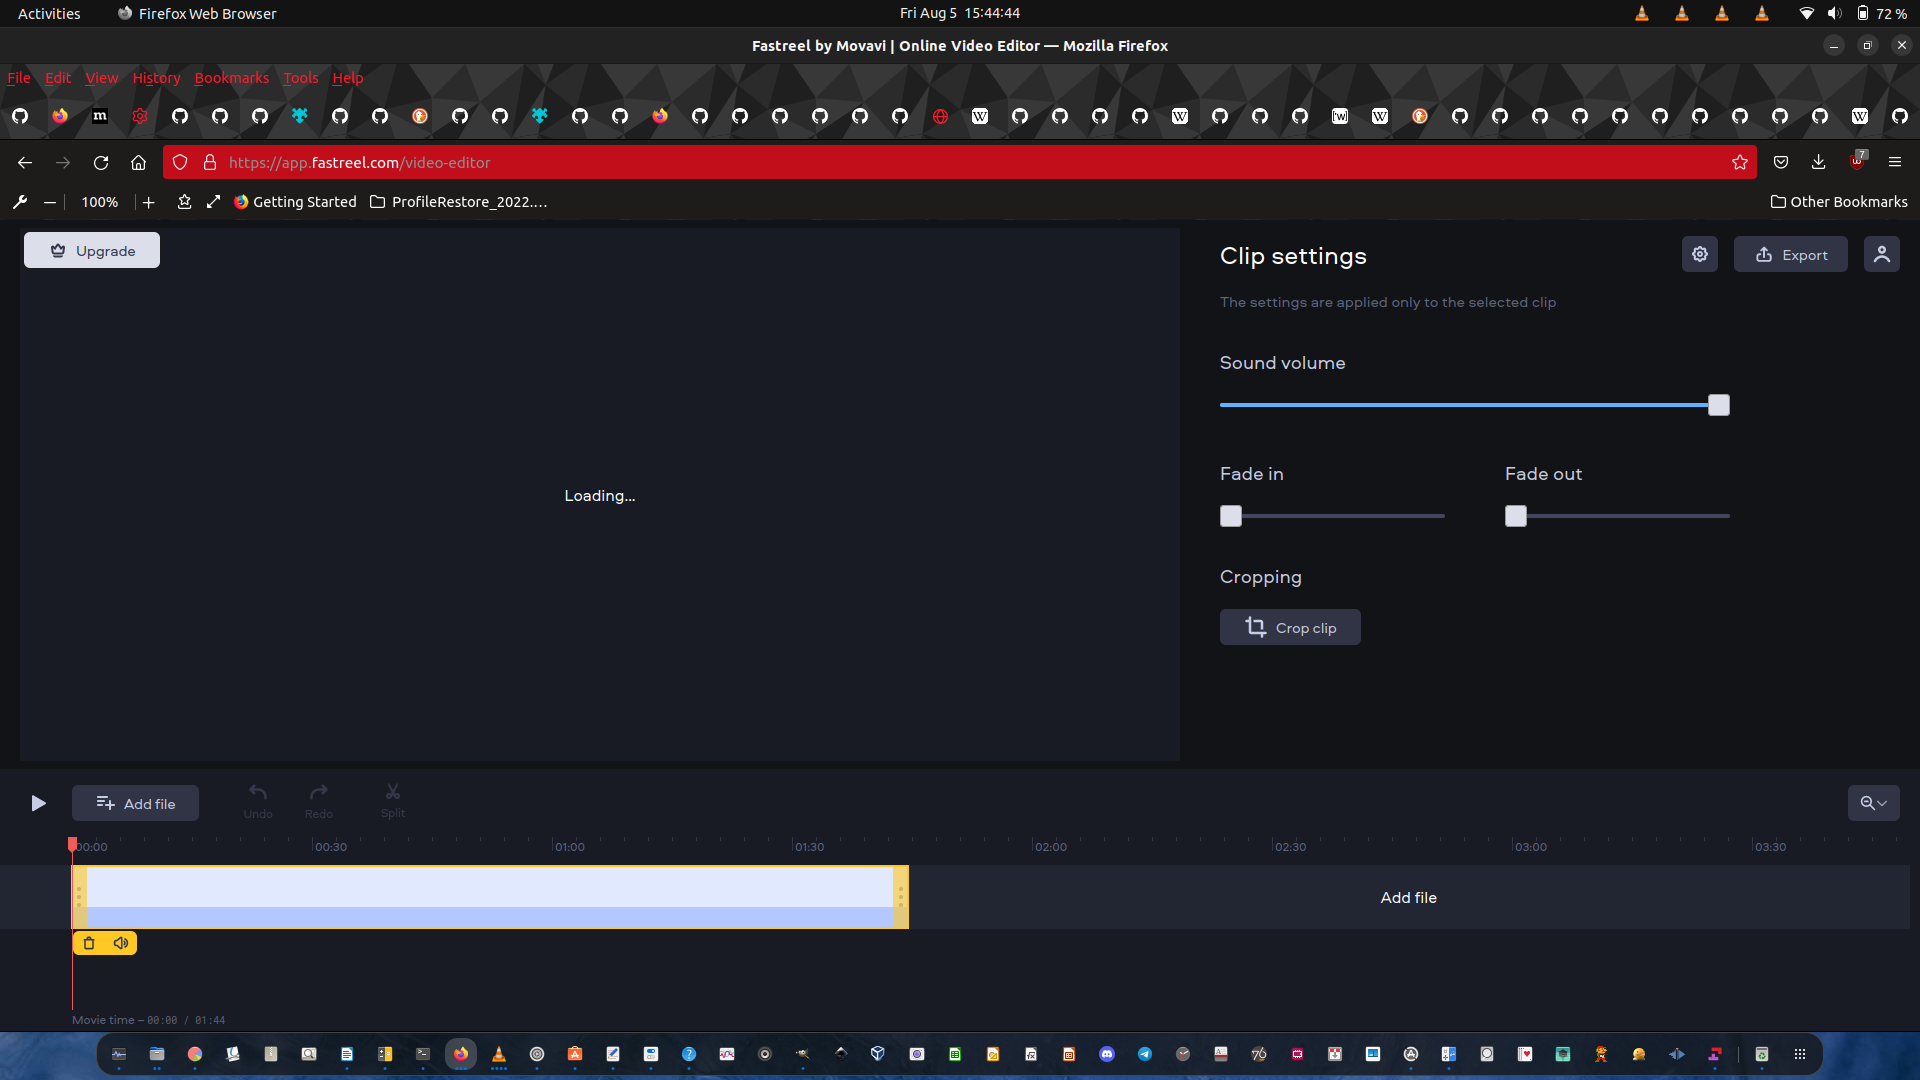 Activities Firefox Web Browser Fri Aug 5 15:44:44 72 %
Fastreel by Movavi | Online Video Editor — Mozilla Firefox
File Edit View History Bookmarks Tools Help
https://app.fastreel.com/video-editor 7
100% Getting Started ProfileRestore_2022.... Other Bookmarks
Upgrade
Clip settings
Export
The settings are applied only to the selected clip
Sound volume
Loading...
Fade in Fade out
Cropping
Crop clip
Add file Undo Redo Split
00:00 00:30 01:00 01:30 02:00 02:30 03:00 03:30
Add file
Movie time – 00:00 / 01:44